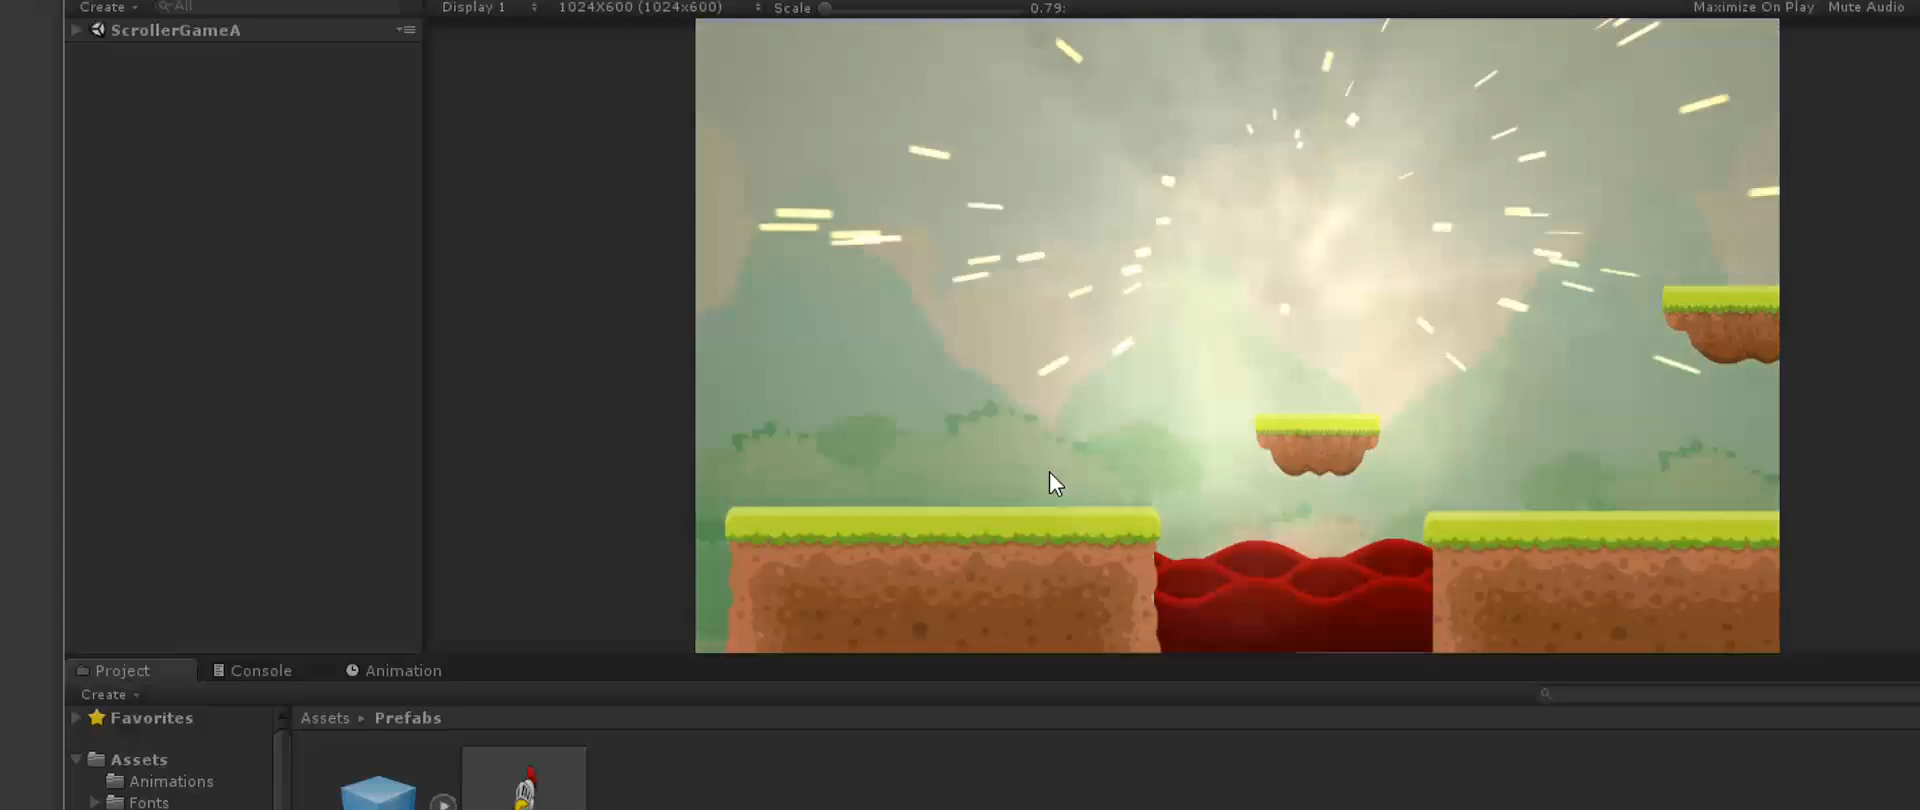 Create All Display 1 1024X600 (1024x600) Scale 0.79: Maximize On Play Mute Audio
ScrollerGameA
Project Console Animation
Create
Favorites Assets Prefabs
Assets
Animations
Fonts